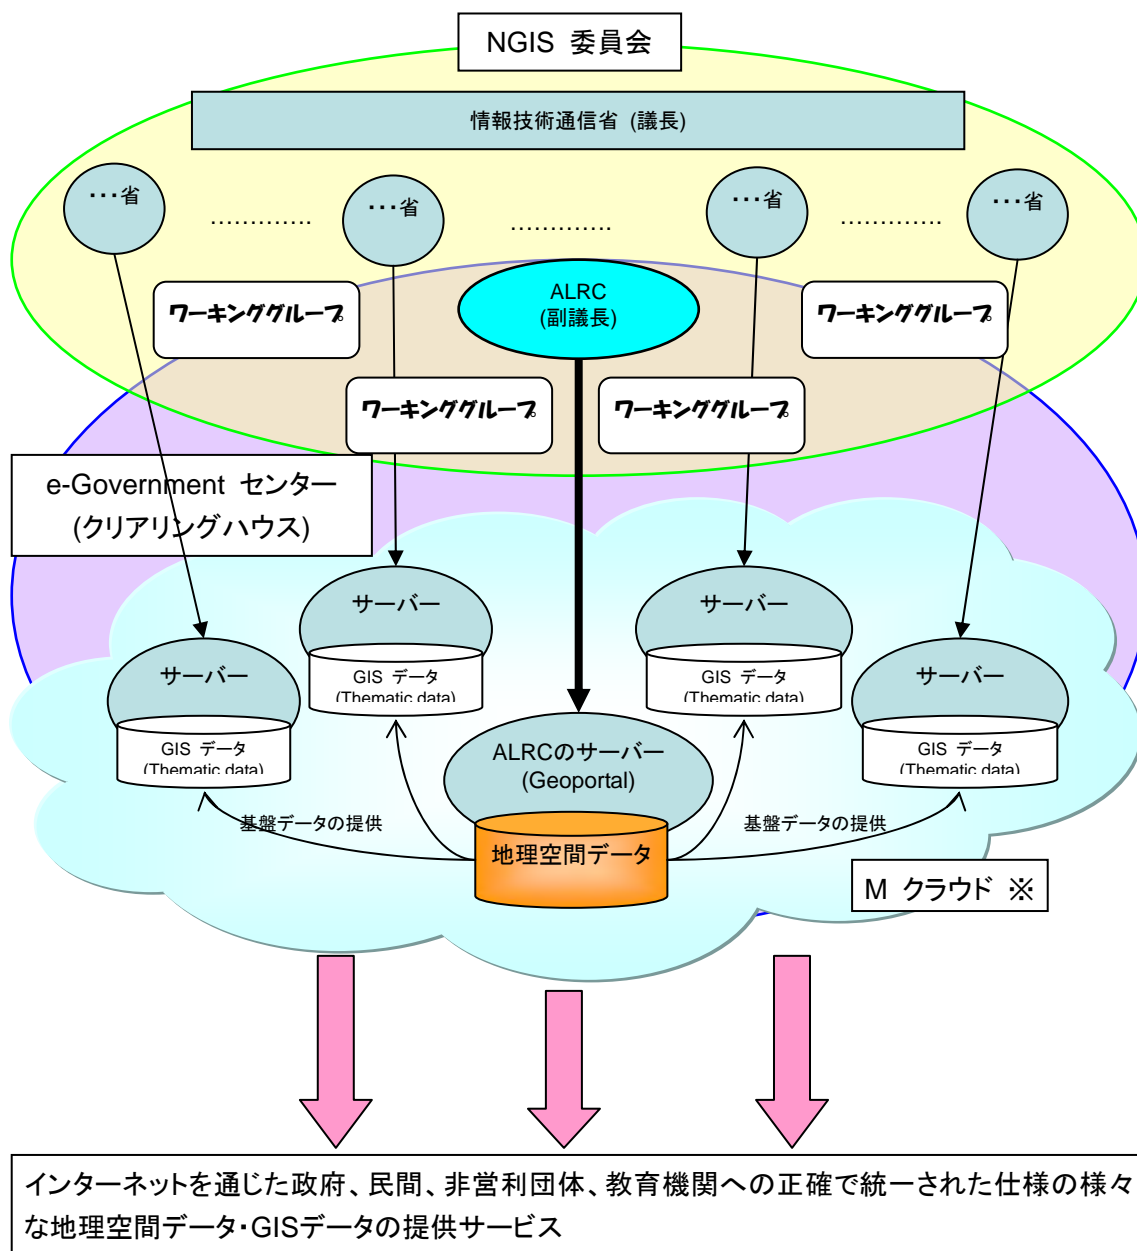 NGIS 委員会
情報技術通信省 (議長)
・・・省
・・・省
・・・省
・・・省
.............
.............
.............
ALRC
(副議長)
ワーキンググループ
ワーキンググループ
ワーキンググループ
ワーキンググループ
e-Government センター
(クリアリングハウス)
サーバー
サーバー
サーバー
サーバー
GIS データ
(Thematic data)
GIS データ
(Thematic data)
GIS データ
(Thematic data)
GIS データ
(Thematic data)
ALRCのサーバー
(Geoportal)
基盤データの提供
基盤データの提供
地理空間データ
M クラウド ※
インターネットを通じた政府、民間、非営利団体、教育機関への正確で統一された仕様の様々
な地理空間データ・GISデータの提供サービス